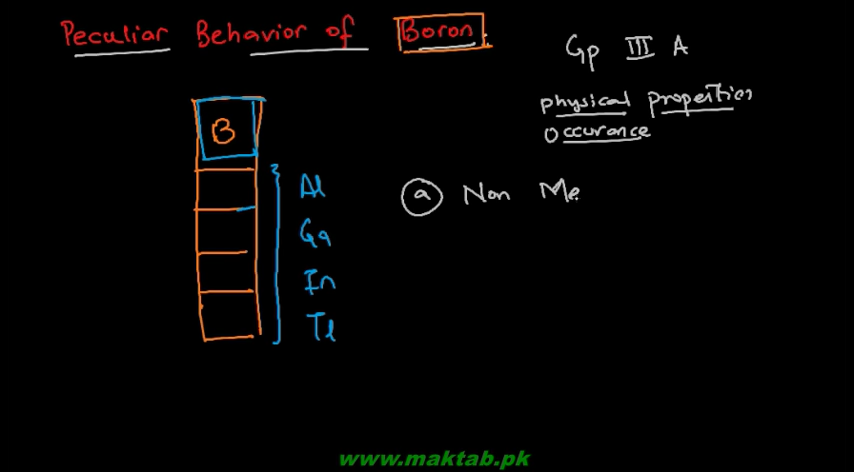 Peculiar Behavior of Boron.
Gp III A
physical properties
occurance
B
Al
Ga
In
Tl
a Non Me
www.maktab.pk